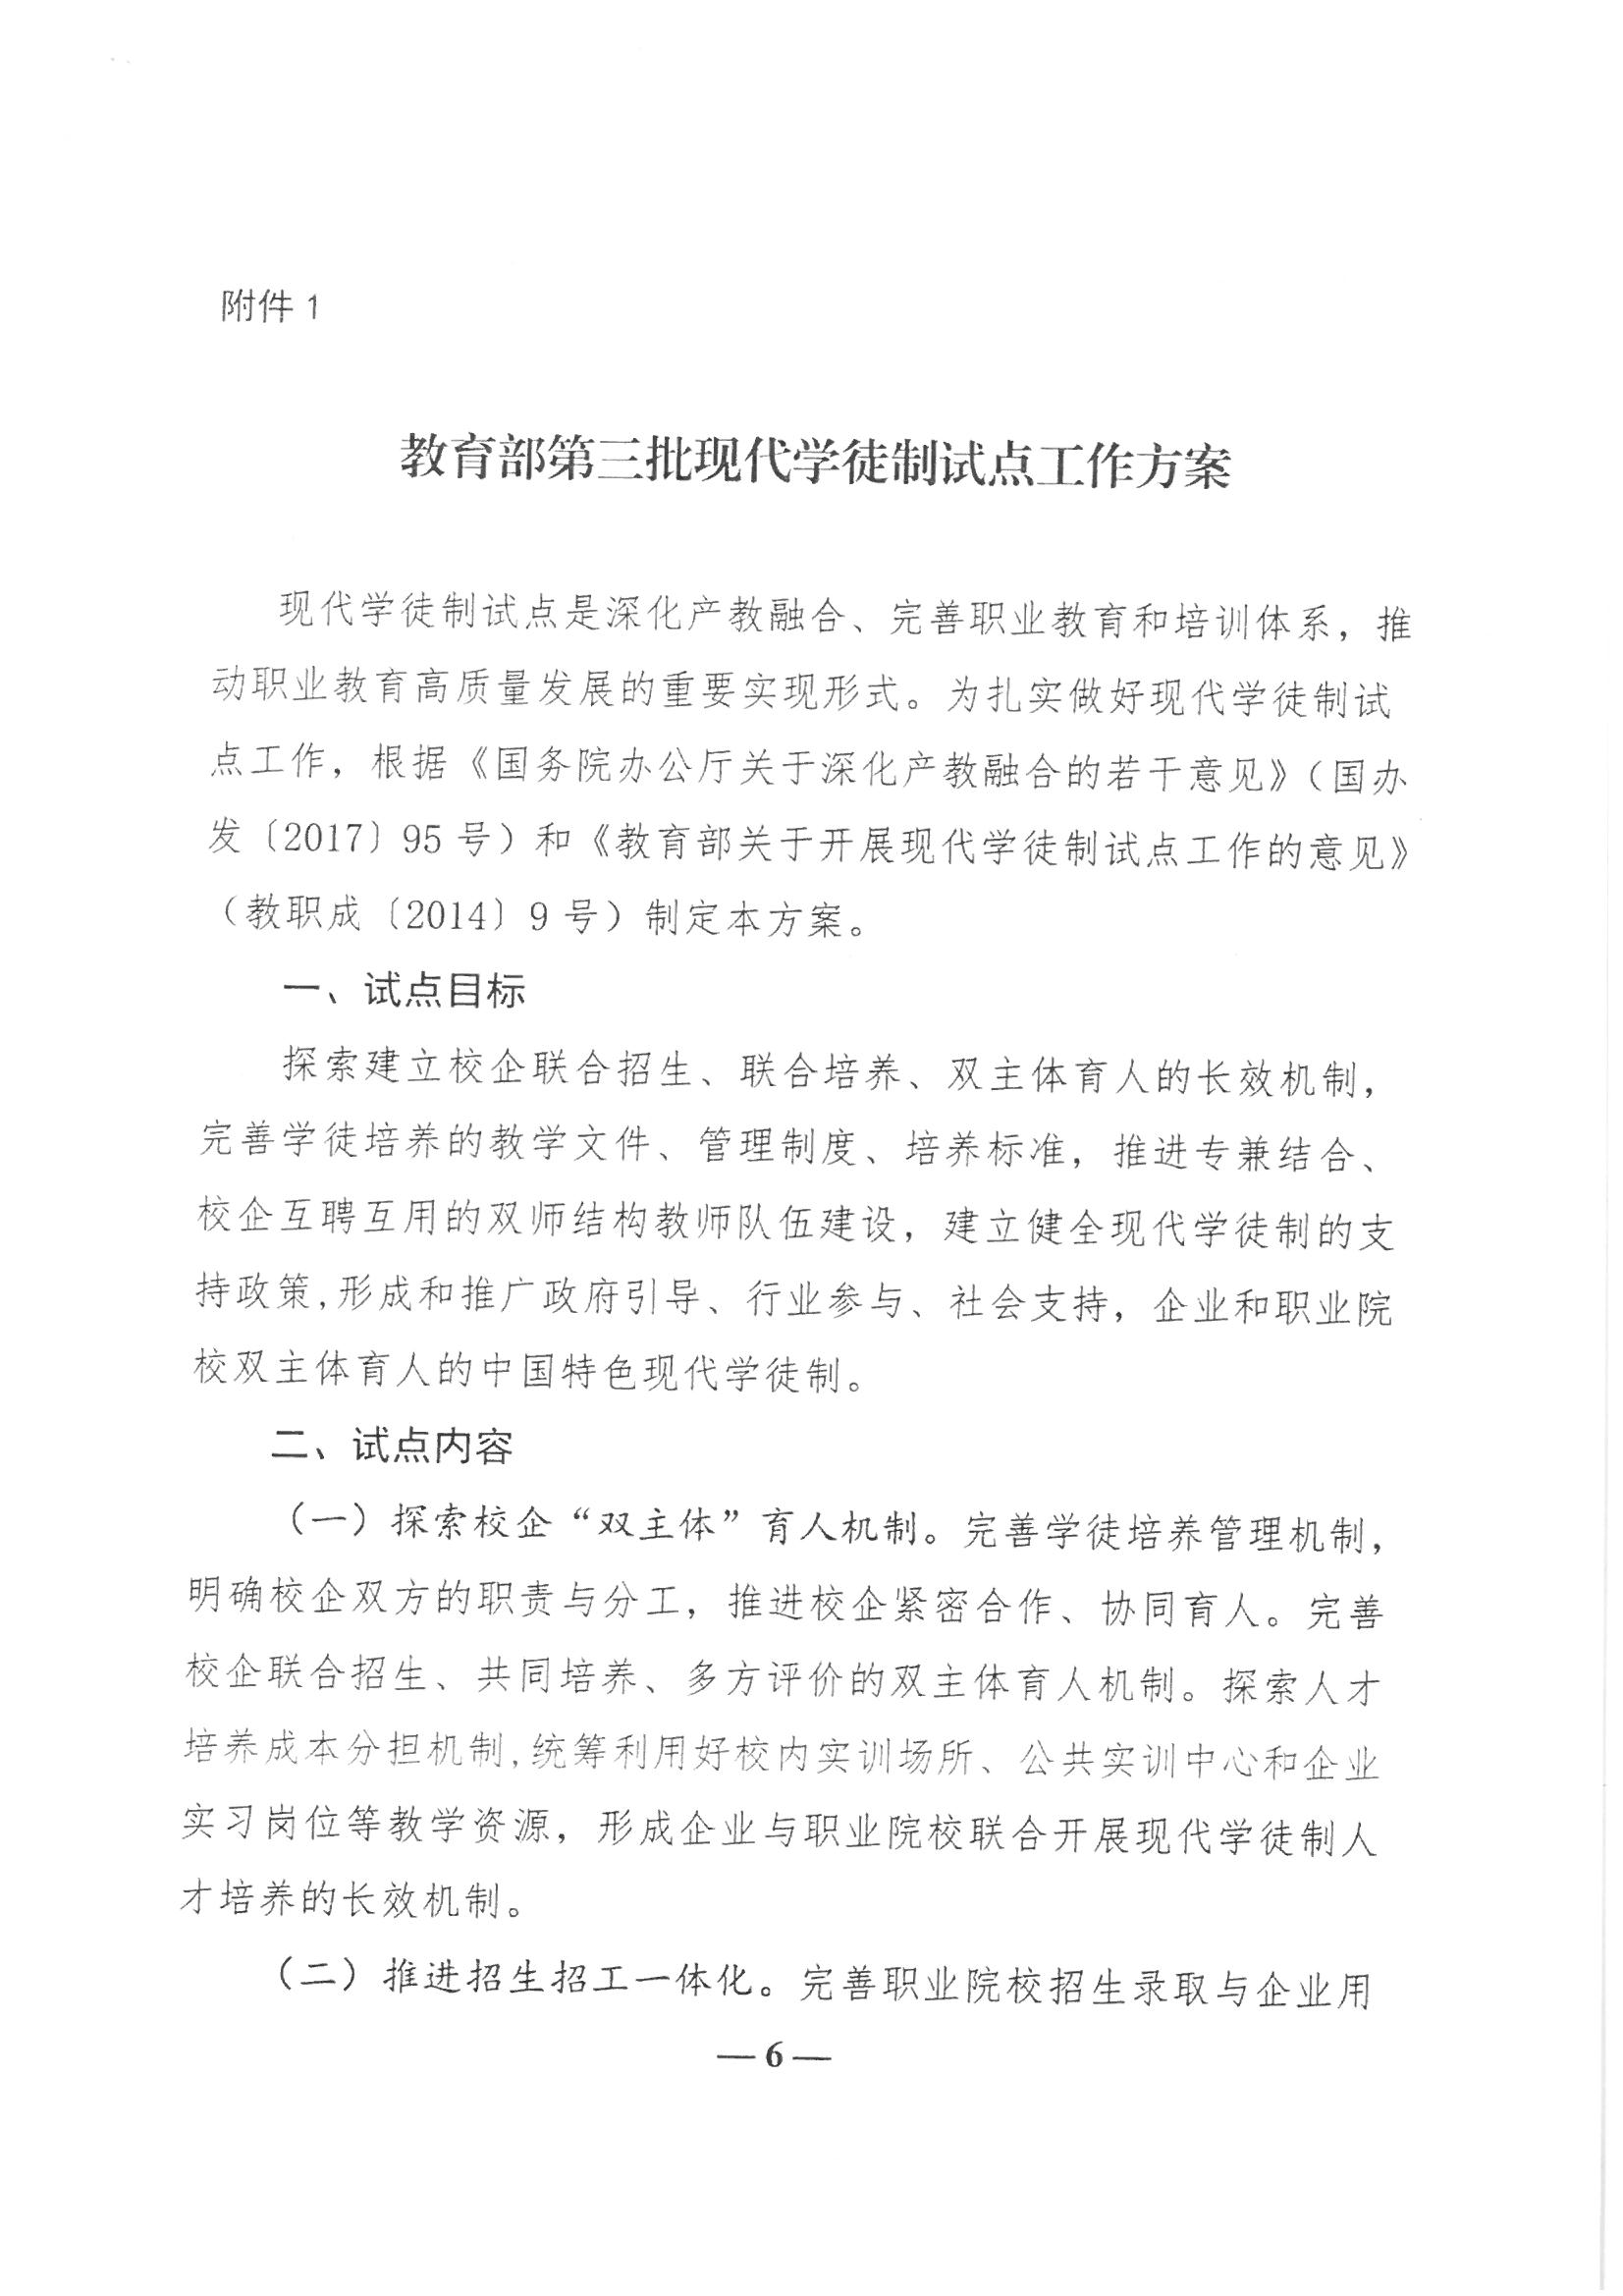 附件 1
教育部第三批现代学徒制试点工作方案
现代学徒制试点是深化产教融合、完善职业教育和培训体系，推
动职业教育高质量发展的重要实现形式。为扎实做好现代学徒制试
点工作，根据《国务院办公厅关于深化产教融合的若干意见》（国办
发〔2017〕95 号）和《教育部关于开展现代学徒制试点工作的意见》
（教职成〔2014〕9 号）制定本方案。
一、试点目标
探索建立校企联合招生、联合培养、双主体育人的长效机制，
完善学徒培养的教学文件、管理制度、培养标准，推进专兼结合、
校企互聘互用的双师结构教师队伍建设，建立健全现代学徒制的支
持政策,形成和推广政府引导、行业参与、社会支持，企业和职业院
校双主体育人的中国特色现代学徒制。
二、试点内容
（一）探索校企“双主体”育人机制。完善学徒培养管理机制，
明确校企双方的职责与分工，推进校企紧密合作、协同育人。完善
校企联合招生、共同培养、多方评价的双主体育人机制。探索人才
培养成本分担机制,统筹利用好校内实训场所、公共实训中心和企业
实习岗位等教学资源，形成企业与职业院校联合开展现代学徒制人
才培养的长效机制。
（二）推进招生招工一体化。完善职业院校招生录取与企业用
— 6 —